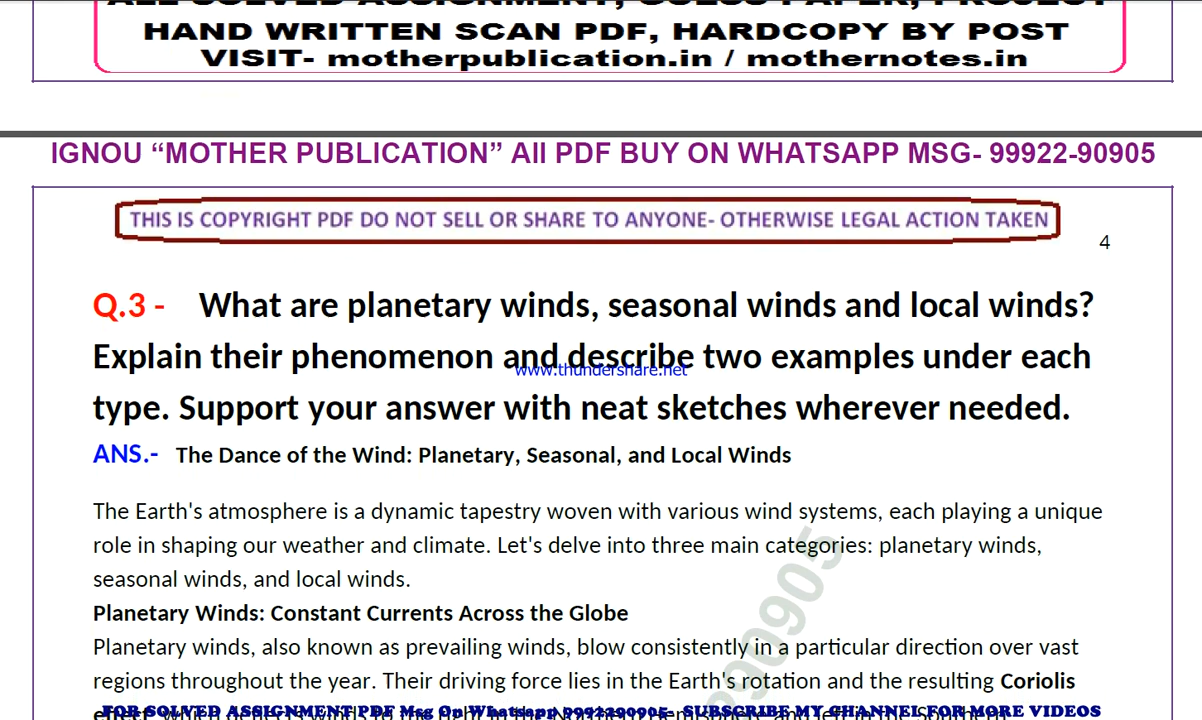 ALL SOLVED ASSIGNMENT, GUESS PAPER, PROJECT
HAND WRITTEN SCAN PDF, HARDCOPY BY POST
VISIT- motherpublication.in / mothernotes.in
IGNOU “MOTHER PUBLICATION” All PDF BUY ON WHATSAPP MSG- 99922-90905
THIS IS COPYRIGHT PDF DO NOT SELL OR SHARE TO ANYONE- OTHERWISE LEGAL ACTION TAKEN
4
Q.3 - What are planetary winds, seasonal winds and local winds?
Explain their phenomenon and describe two examples under each
www.thundershare.net
type. Support your answer with neat sketches wherever needed.
ANS.- The Dance of the Wind: Planetary, Seasonal, and Local Winds
The Earth's atmosphere is a dynamic tapestry woven with various wind systems, each playing a unique
role in shaping our weather and climate. Let's delve into three main categories: planetary winds,
seasonal winds, and local winds.
Planetary Winds: Constant Currents Across the Globe
Planetary winds, also known as prevailing winds, blow consistently in a particular direction over vast
regions throughout the year. Their driving force lies in the Earth's rotation and the resulting Coriolis
FOR SOLVED ASSIGNMENT PDF Msg On Whatsapp 9992290905- SUBSCRIBE MY CHANNEL FOR MORE VIDEOS
90905